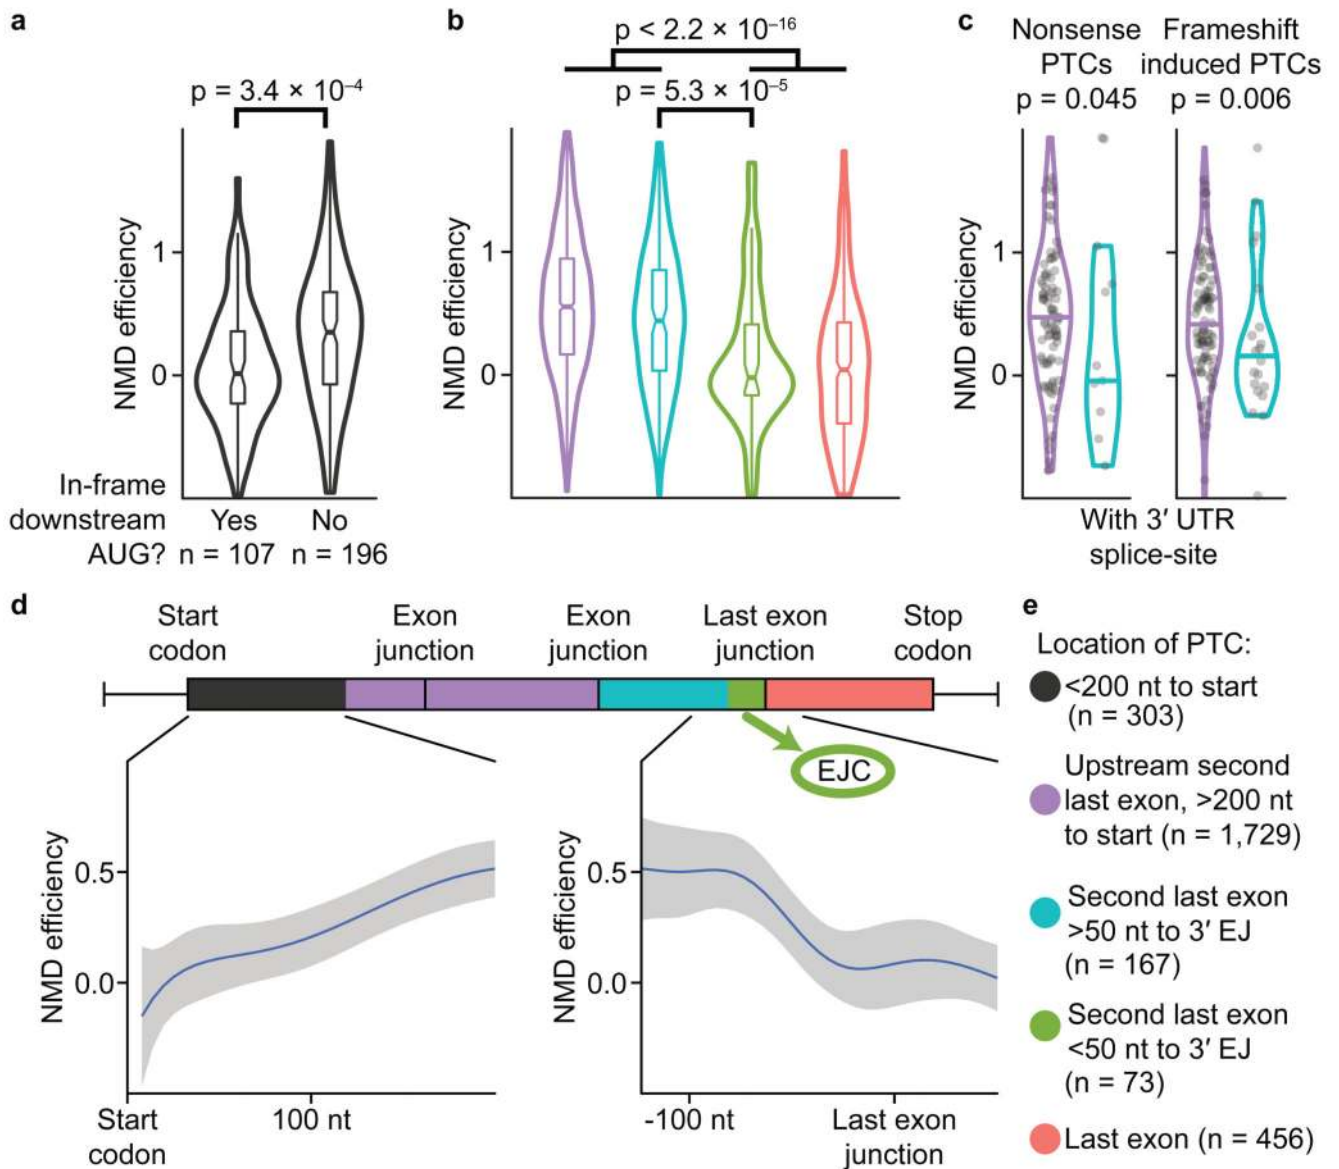 a
p = 3.4 × 10⁻⁴
NMD efficiency
1
0
In-frame
downstream
AUG?
Yes
No
n = 107
n = 196
b
p < 2.2 × 10⁻¹⁶
p = 5.3 × 10⁻⁵
NMD efficiency
1
0
c
Nonsense
PTCs
p = 0.045
Frameshift
induced PTCs
p = 0.006
NMD efficiency
1
0
With 3′ UTR
splice-site
d
Start
codon
Exon
junction
Exon
junction
Last exon
junction
Stop
codon
EJC
NMD efficiency
0.5
0.0
Start
codon
100 nt
NMD efficiency
0.5
0.0
-100 nt
Last exon
junction
e
Location of PTC:
<200 nt to start
(n = 303)
Upstream second
last exon, >200 nt
to start (n = 1,729)
Second last exon
>50 nt to 3′ EJ
(n = 167)
Second last exon
<50 nt to 3′ EJ
(n = 73)
Last exon (n = 456)